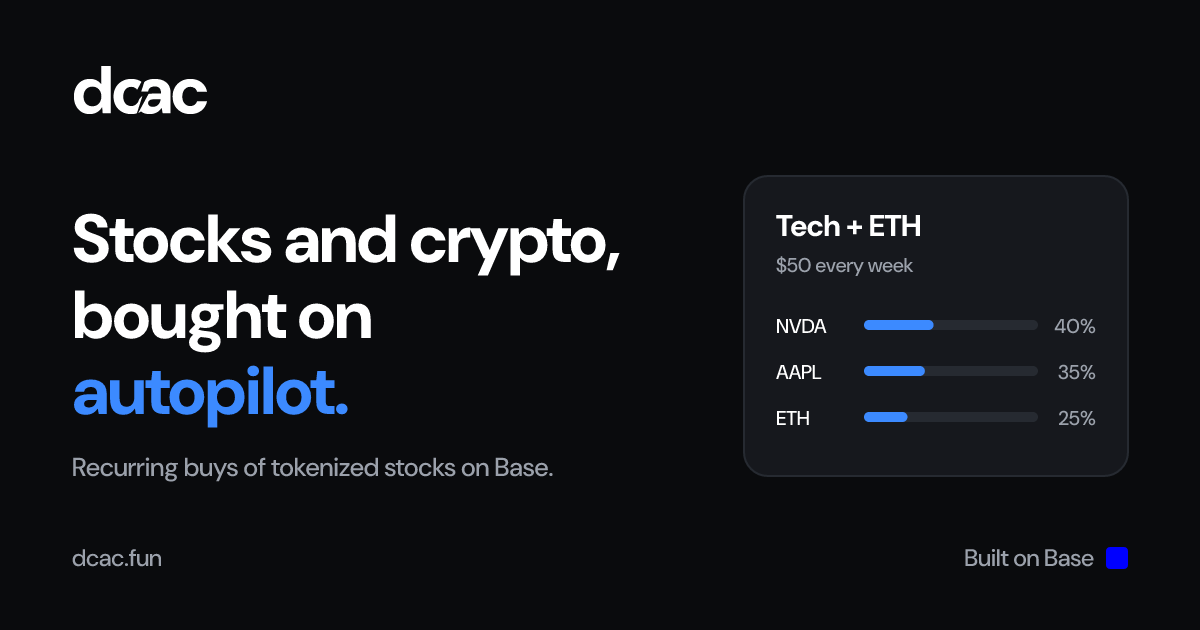 dcac
Stocks and crypto,
bought on
autopilot.
Recurring buys of tokenized stocks on Base.
Tech + ETH
$50 every week
NVDA 40%
AAPL 35%
ETH 25%
dcac.fun
Built on Base